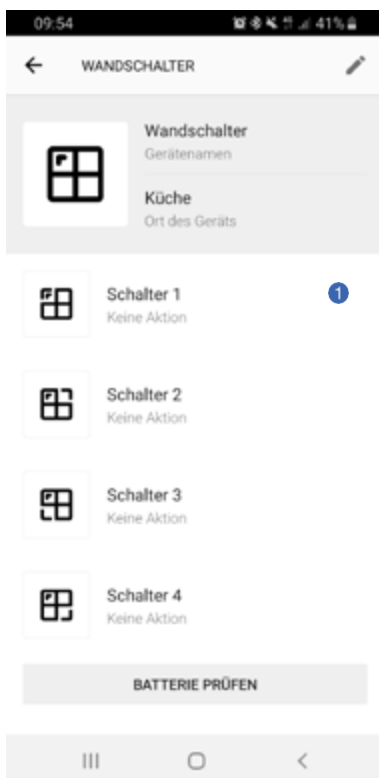 09:54 41%
WANDSCHALTER
Wandschalter
Gerätenamen
Küche
Ort des Geräts
Schalter 1 1
Keine Aktion
Schalter 2
Keine Aktion
Schalter 3
Keine Aktion
Schalter 4
Keine Aktion
BATTERIE PRÜFEN